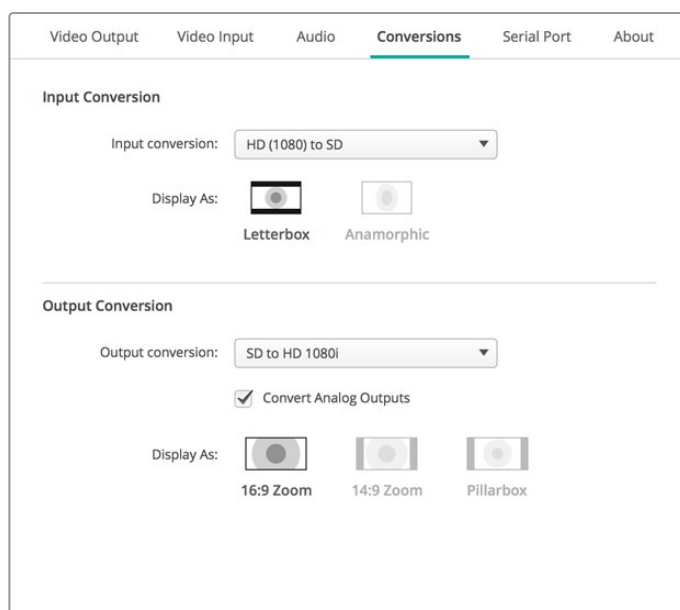 Video Output Video Input Audio Conversions Serial Port About
Input Conversion
Input conversion: HD (1080) to SD
Display As:
Letterbox Anamorphic
Output Conversion
Output conversion: SD to HD 1080i
Convert Analog Outputs
Display As:
16:9 Zoom 14:9 Zoom Pillarbox